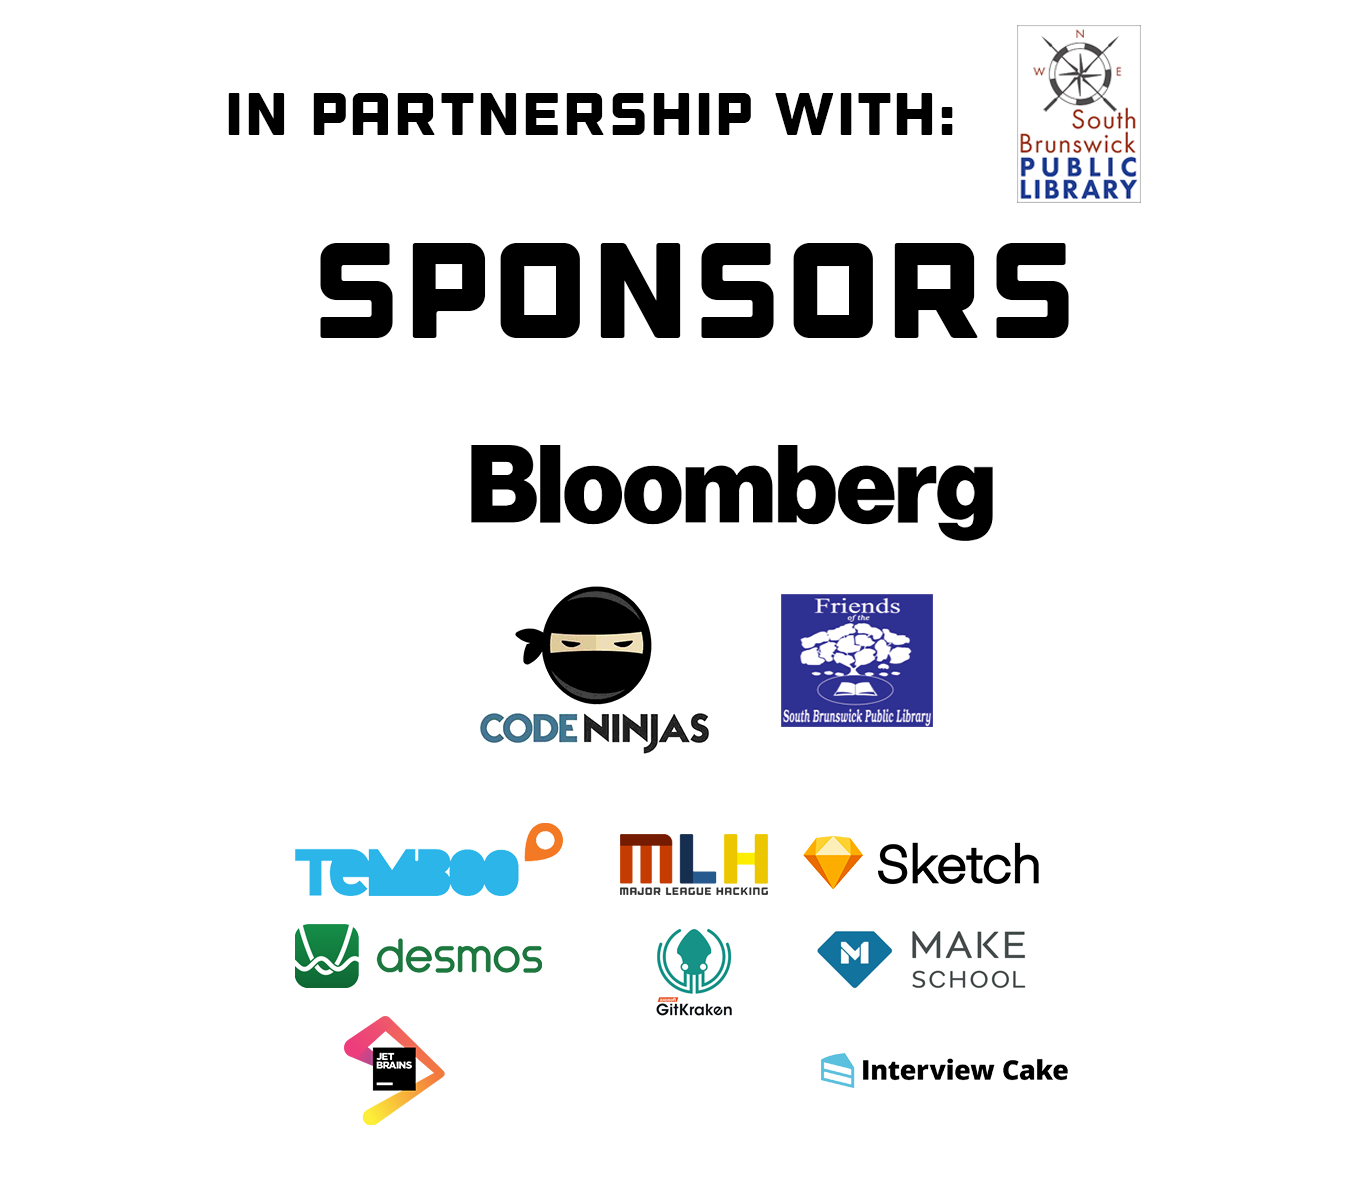 IN PARTNERSHIP WITH:
N
W E
South
Brunswick
PUBLIC
LIBRARY
SPONSORS
Bloomberg
CODE NINJAS
Friends
of the
South Brunswick Public Library
TEMBOO
MLH
MAJOR LEAGUE HACKING
Sketch
desmos
GitKraken
M
MAKE
SCHOOL
JET
BRAINS
Interview Cake